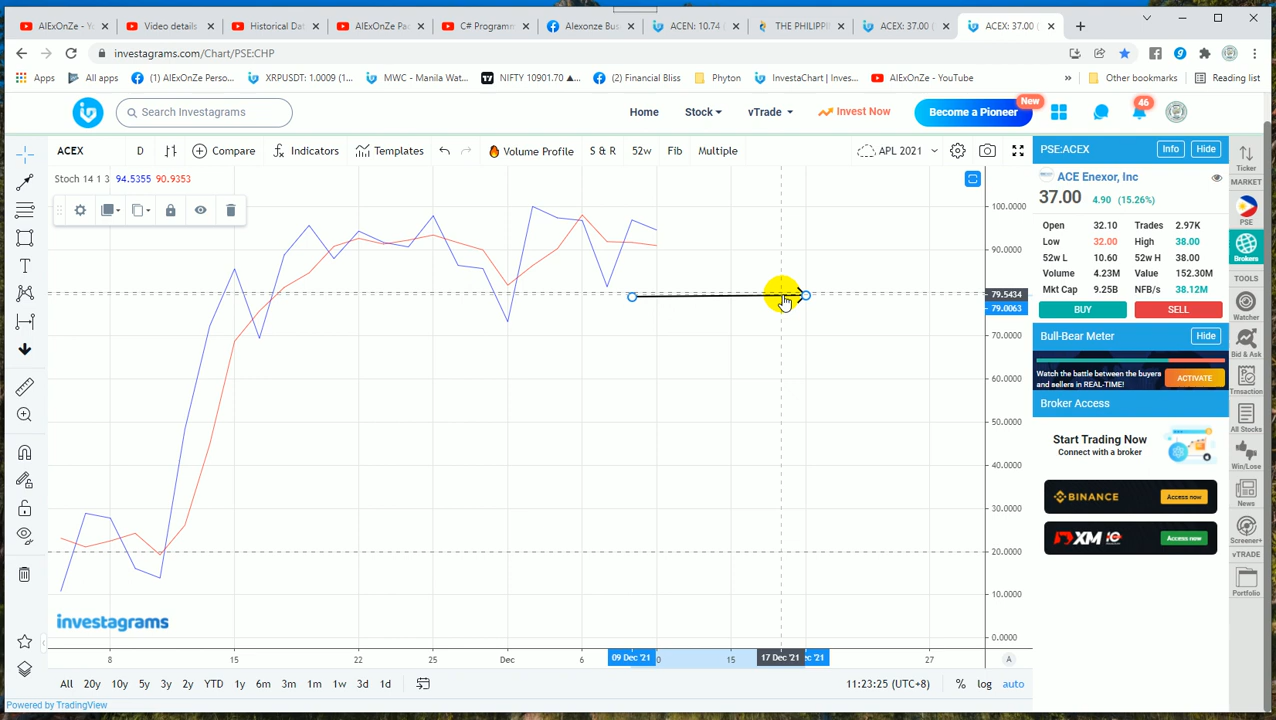 AlExOnZe - Y
Video details
Historical Dat
AlExOnZe Pa
C# Programm
Alexonze Bus
ACEN: 10.74
THE PHILIPPI
ACEX: 37.00 (
ACEX: 37.00 (
investagrams.com/Chart/PSE:CHP
Apps
All apps
(1) AlExOnZe Perso...
XRPUSDT: 1.0009 (1...
MWC - Manila Wat...
NIFTY 10901.70 ▲...
(2) Financial Bliss
Phyton
InvestaChart | Inves...
AlExOnZe - YouTube
»
Other bookmarks
Reading list
Search Investagrams
Home
Stock
vTrade
Invest Now
Become a Pioneer
New
46
ACEX
D
Compare
Indicators
Templates
Volume Profile
S & R
52w
Fib
Multiple
APL 2021
PSE:ACEX
Info
Hide
Ticker
Stoch 14 1 3 94.5355 90.9353
ACE Enexor, Inc
37.00 4.90 (15.26%)
MARKET
PSE
Open 32.10 Trades 2.97K
Low 32.00 High 38.00
52w L 10.60 52w H 38.00
Volume 4.23M Value 152.30M
Mkt Cap 9.25B NFB/s 38.12M
Brokers
TOOLS
BUY
SELL
Watcher
Bull-Bear Meter
Hide
Bid & Ask
Watch the battle between the buyers
and sellers in REAL-TIME!
ACTIVATE
Trnsaction
Broker Access
All Stocks
Start Trading Now
Connect with a broker
Win/Lose
BINANCE
Access now
News
XM
Access now
Screener+
vTRADE
Portfolio
100.0000
90.0000
79.5434
79.0063
70.0000
60.0000
50.0000
40.0000
30.0000
20.0000
10.0000
0.0000
investagrams
8
15
22
25
Dec
6
09 Dec '21
0
15
17 Dec '21
ec '21
27
A
All
20y
10y
5y
3y
2y
YTD
1y
6m
3m
1m
1w
3d
1d
11:23:25 (UTC+8)
%
log
auto
Powered by TradingView